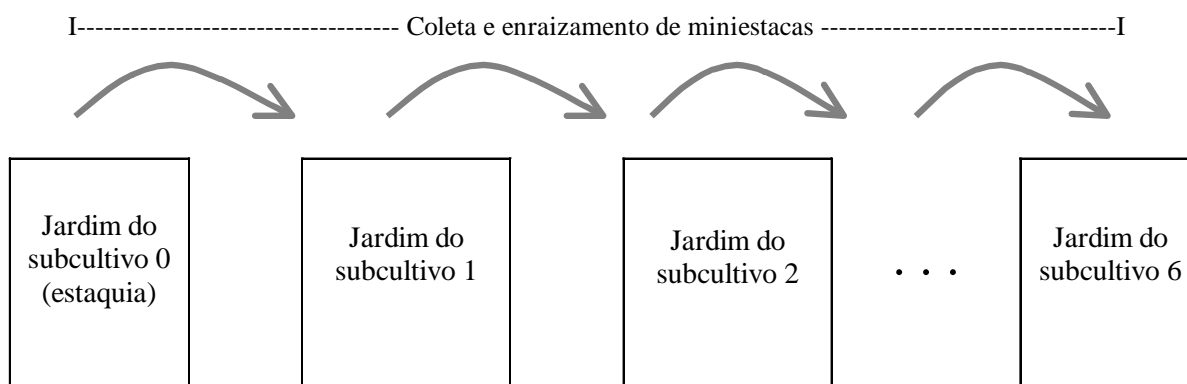 I----------------------------------- Coleta e enraizamento de miniestacas --------------------------------I
Jardim do
subcultivo 0
(estaquia)
Jardim do
subcultivo 1
Jardim do
subcultivo 2
. . .
Jardim do
subcultivo 6